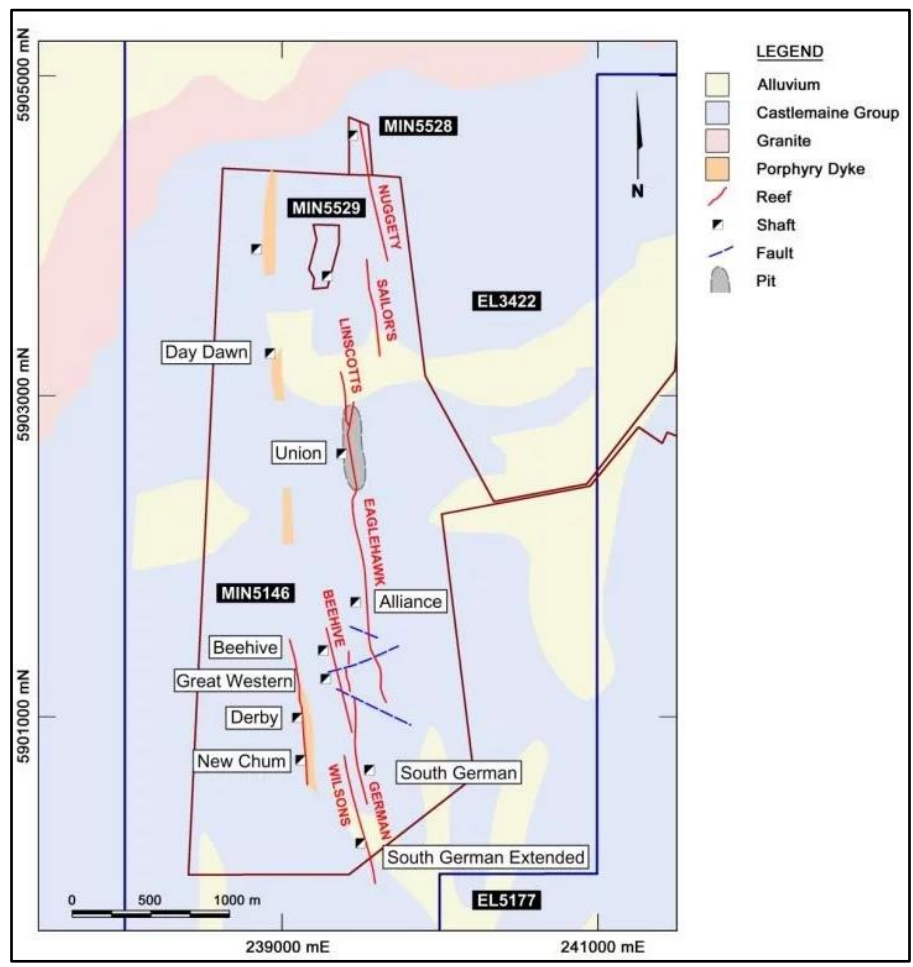 5905000 mN
5903000 mN
5901000 mN
MIN5528
NUGGETY
MIN5529
SAILOR'S
EL3422
LINSCOTTS
Day Dawn
Union
EAGLEHAWK
MIN5146
BEEHIVE
Alliance
Beehive
Great Western
Derby
New Chum
WILSONS
GERMAN
South German
South German Extended
EL5177
0 500 1000 m
239000 mE
241000 mE
N
LEGEND
Alluvium
Castlemaine Group
Granite
Porphyry Dyke
Reef
Shaft
Fault
Pit